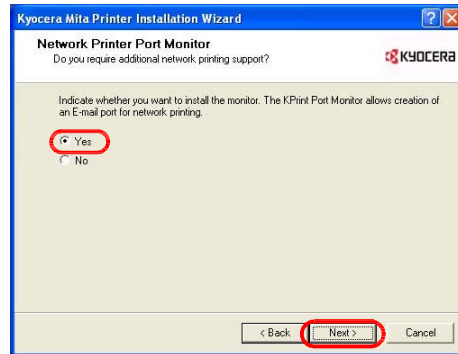 Kyocera Mita Printer Installation Wizard
Network Printer Port Monitor
Do you require additional network printing support?
KYOCERA
Indicate whether you want to install the monitor. The KPrint Port Monitor allows creation of
an E-mail port for network printing.
Yes
No
< Back Next > Cancel